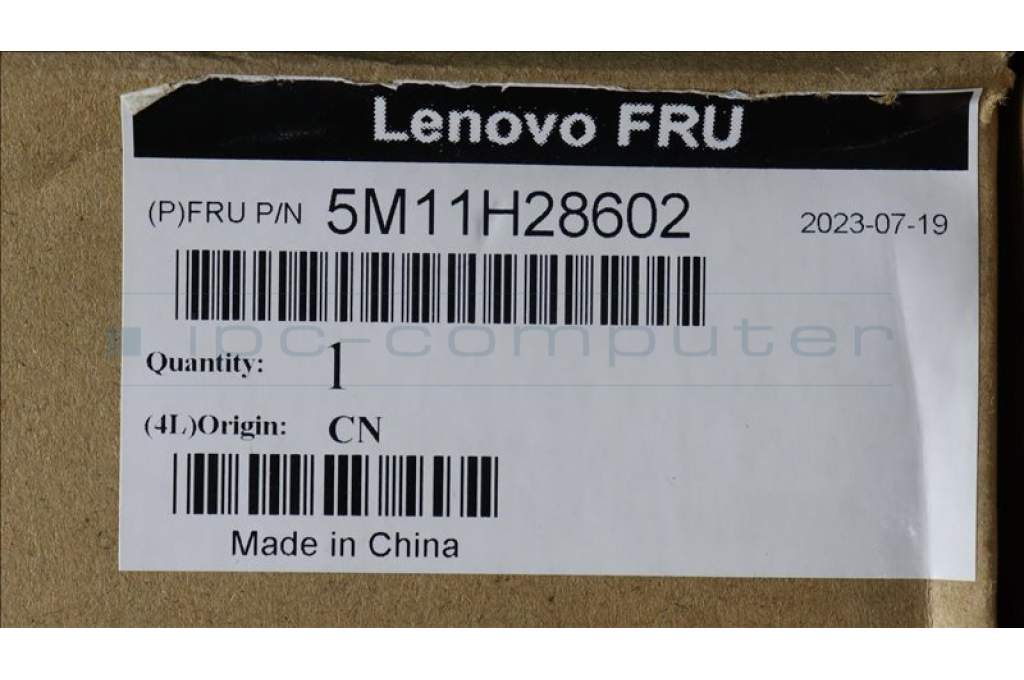 Lenovo FRU
(P)FRU P/N 5M11H28602 2023-07-19
ipc-computer
Quantity: 1
(4L)Origin: CN
Made in China